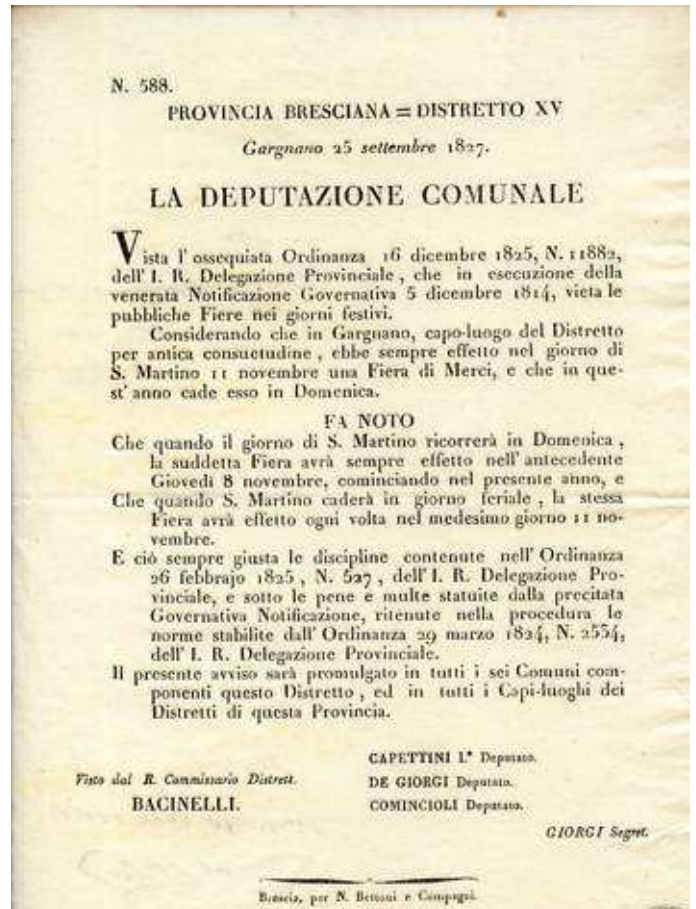 N. 588.
PROVINCIA BRESCIANA = DISTRETTO XV
Gargnano 25 settembre 1827.
LA DEPUTAZIONE COMUNALE
Vista l' ossequiata Ordinanza 16 dicembre 1825, N. 11882,
dell' I. R. Delegazione Provinciale, che in esecuzione della
venerata Notificazione Governativa 5 dicembre 1814, vieta le
pubbliche Fiere nei giorni festivi.
Considerando che in Gargnano, capo-luogo del Distretto
per antica consuetudine, ebbe sempre effetto nel giorno di
S. Martino 11 novembre una Fiera di Merci, e che in que-
st' anno cade esso in Domenica.
FA NOTO
Che quando il giorno di S. Martino ricorrerà in Domenica,
la suddetta Fiera avrà sempre effetto nell' antecedente
Giovedì 8 novembre, cominciando nel presente anno, e
Che quando S. Martino caderà in giorno feriale, la stessa
Fiera avrà effetto ogni volta nel medesimo giorno 11 no-
vembre.
E ciò sempre giusta le discipline contenute nell' Ordinanza
26 febbrajo 1825, N. 527, dell' I. R. Delegazione Pro-
vinciale, e sotto le pene e multe statuite dalla precitata
Governativa Notificazione, ritenute nella procedura le
norme stabilite dall' Ordinanza 29 marzo 1824, N. 2554,
dell' I. R. Delegazione Provinciale.
Il presente avviso sarà promulgato in tutti i sei Comuni com-
ponenti questo Distretto, ed in tutti i Capi-luoghi dei
Distretti di questa Provincia.
Visto dal R. Commissario Distrett.
BACINELLI.
CAPETTINI I.° Deputato.
DE GIORGI Deputato.
COMINCIOLI Deputato.
GIORGI Segret.
Brescia, per N. Bettoni e Compagni.